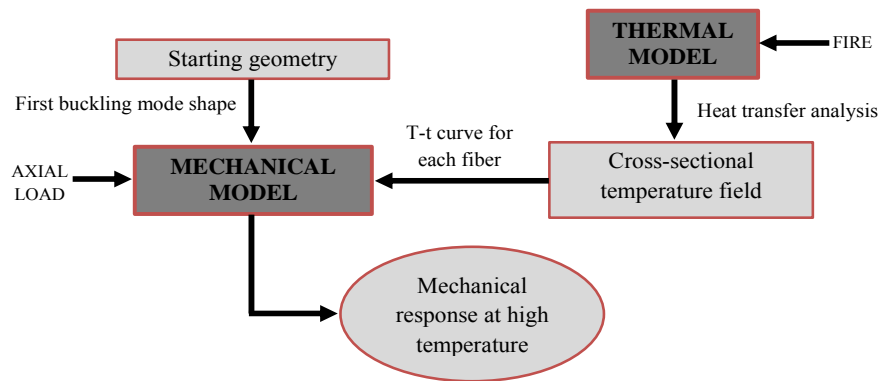 Starting geometry
THERMAL
MODEL
FIRE
First buckling mode shape
Heat transfer analysis
T-t curve for
each fiber
AXIAL
LOAD
MECHANICAL
MODEL
Cross-sectional
temperature field
Mechanical
response at high
temperature